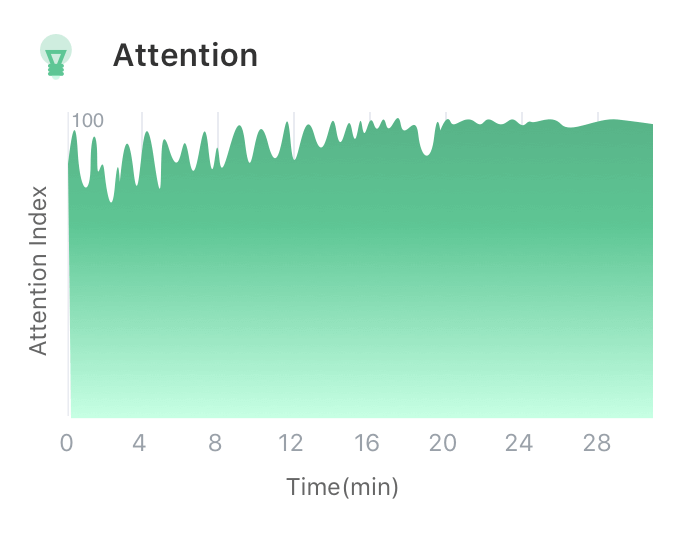 Attention
100
Attention Index
0 4 8 12 16 20 24 28
Time(min)